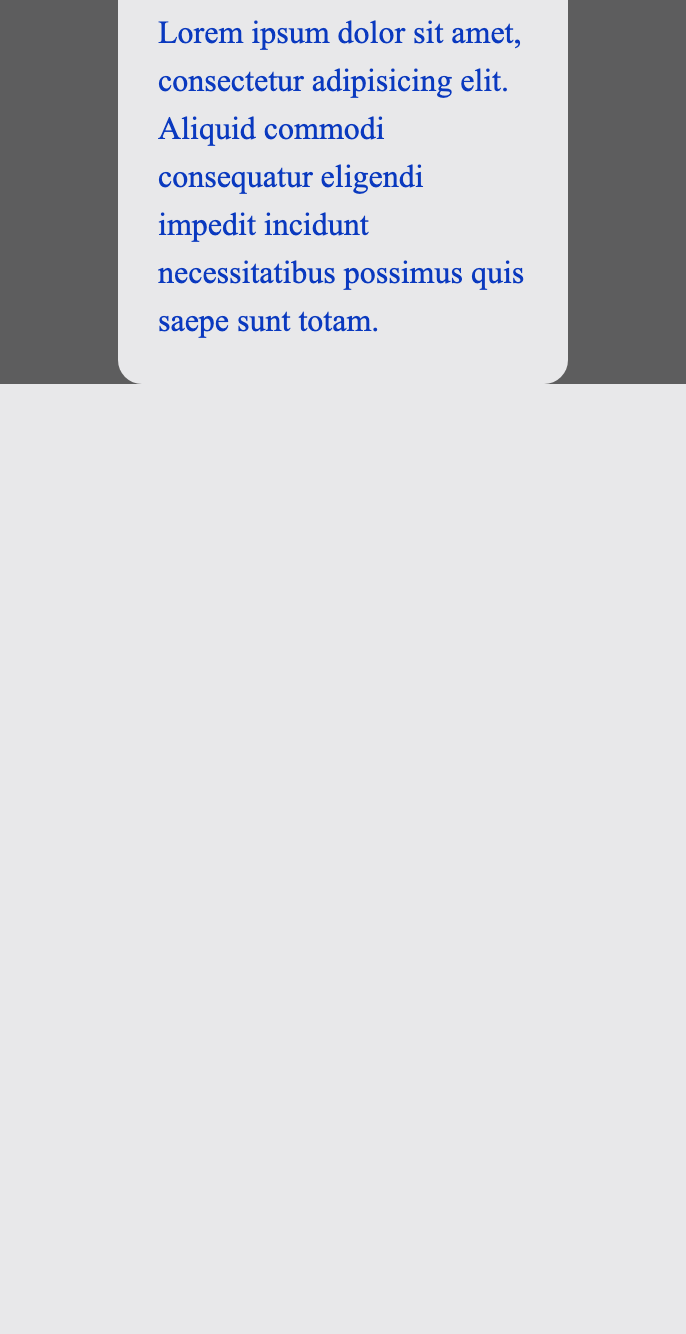 Lorem ipsum dolor sit amet,
consectetur adipisicing elit.
Aliquid commodi
consequatur eligendi
impedit incidunt
necessitatibus possimus quis
saepe sunt totam.